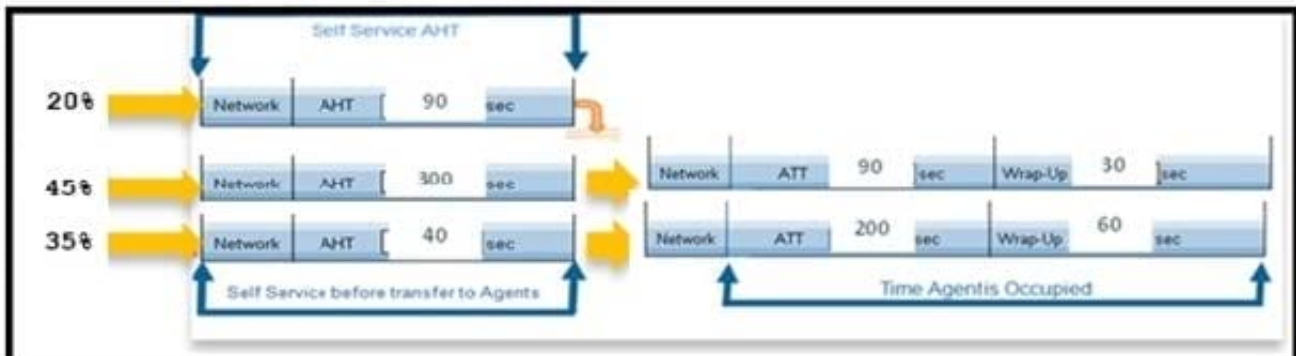 Self Service AHT
20% Network AHT [ 90 sec
45% Network AHT [ 300 sec Network ATT 90 ]sec Wrap-Up 30 ]sec
35% Network AHT [ 40 sec Network ATT 200 sec Wrap-Up 60 sec
Self Service before transfer to Agents Time Agentis Occupied